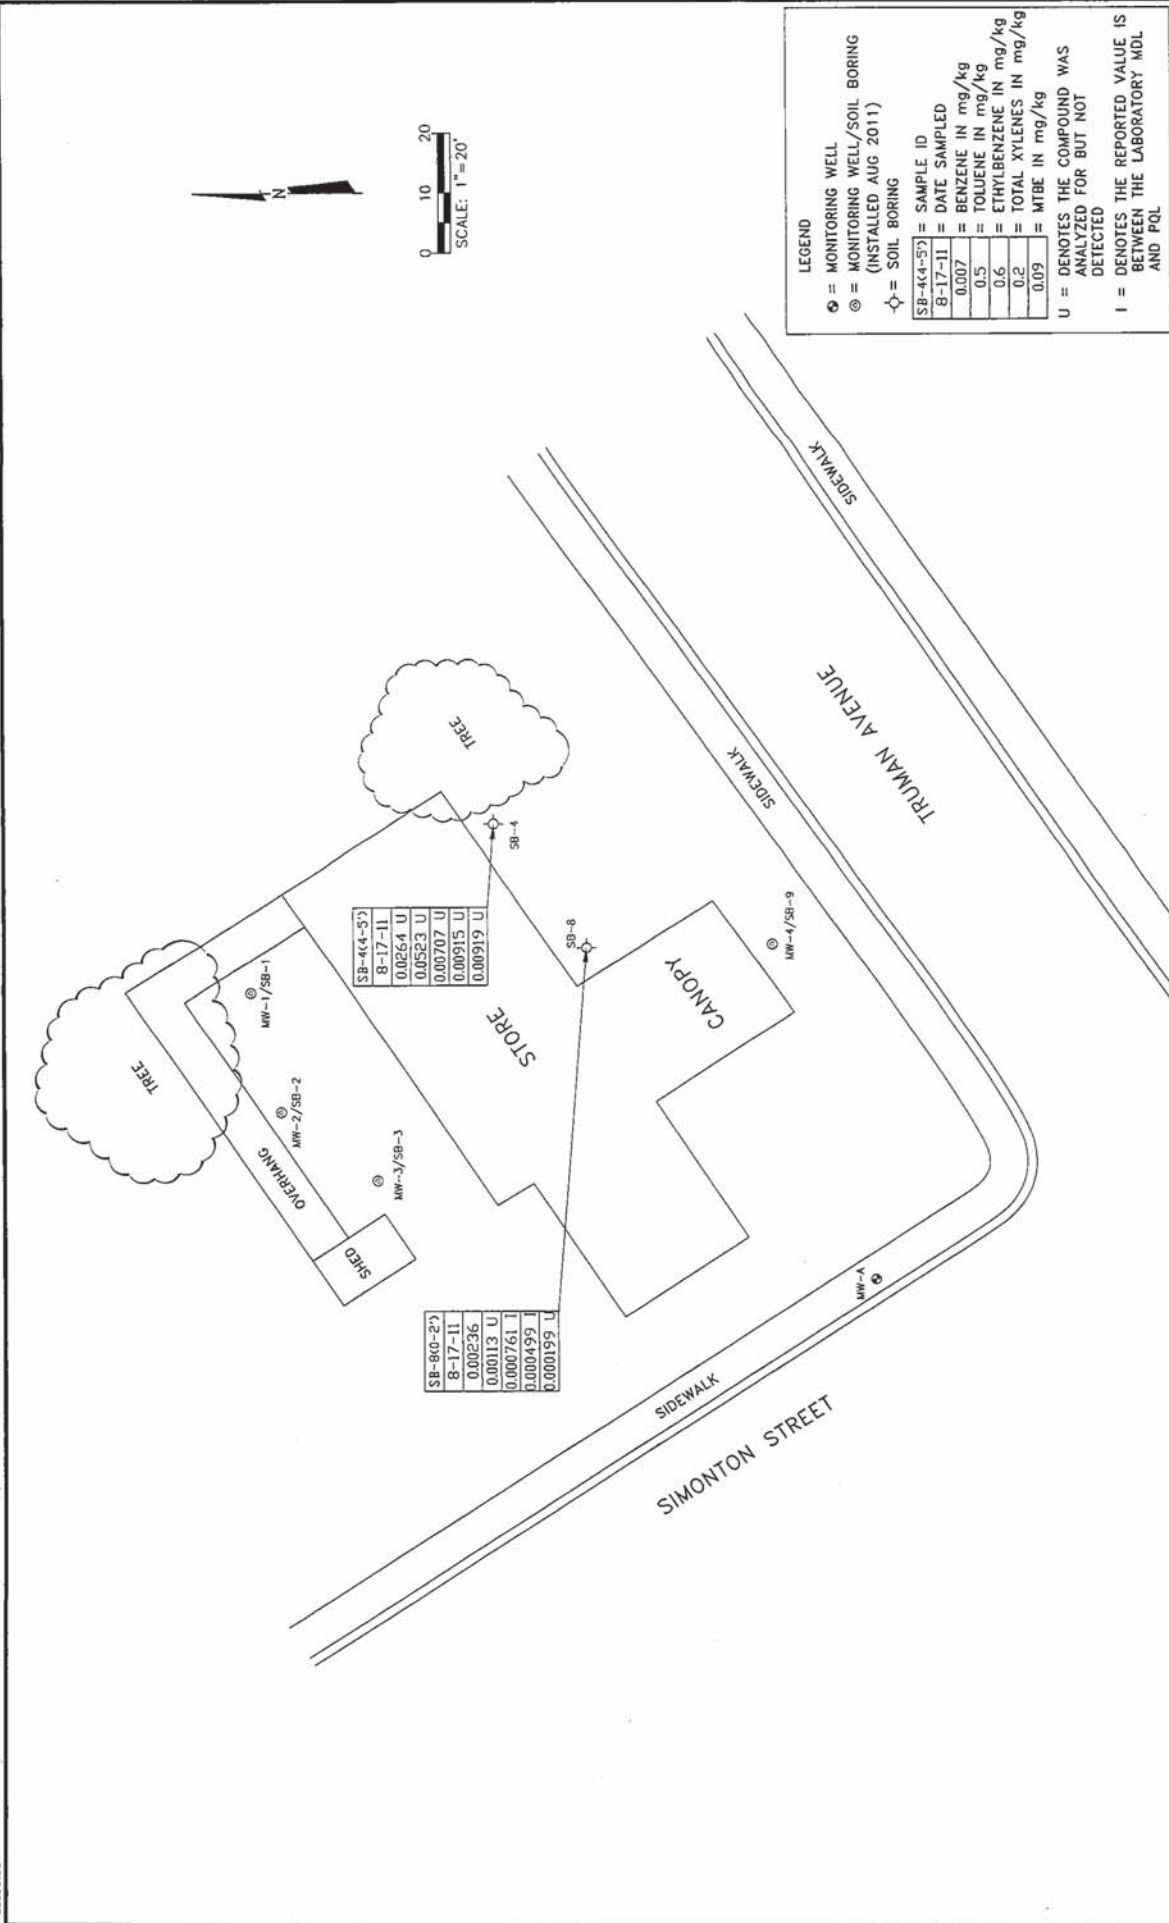 N
0 10 20
SCALE: 1"=20'
TREE
TREE
OVERHANG
SHED
MW-1/SB-1
MW-2/SB-2
MW-3/SB-3
SB-4(4-5')
8-17-11
0.0264 U
0.0523 U
0.00707 U
0.00915 U
0.00919 U
SB-4
STORE
SB-8(0-2')
8-17-11
0.00236
0.00113 U
0.000761 I
0.000499 I
0.000199 U
SB-8
CANOPY
MW-4/SB-9
MW-A
SIDEWALK
SIMONTON STREET
SIDEWALK
TRUMAN AVENUE
SIDEWALK
LEGEND
= MONITORING WELL
= MONITORING WELL/SOIL BORING
(INSTALLED AUG 2011)
= SOIL BORING
SB-4(4-5') = SAMPLE ID
8-17-11 = DATE SAMPLED
0.007 = BENZENE IN mg/kg
0.5 = TOLUENE IN mg/kg
0.6 = ETHYLBENZENE IN mg/kg
0.2 = TOTAL XYLENES IN mg/kg
0.09 = MTBE IN mg/kg
U = DENOTES THE COMPOUND WAS
ANALYZED FOR BUT NOT
DETECTED
I = DENOTES THE REPORTED VALUE IS
BETWEEN THE LABORATORY MDL
AND PQL